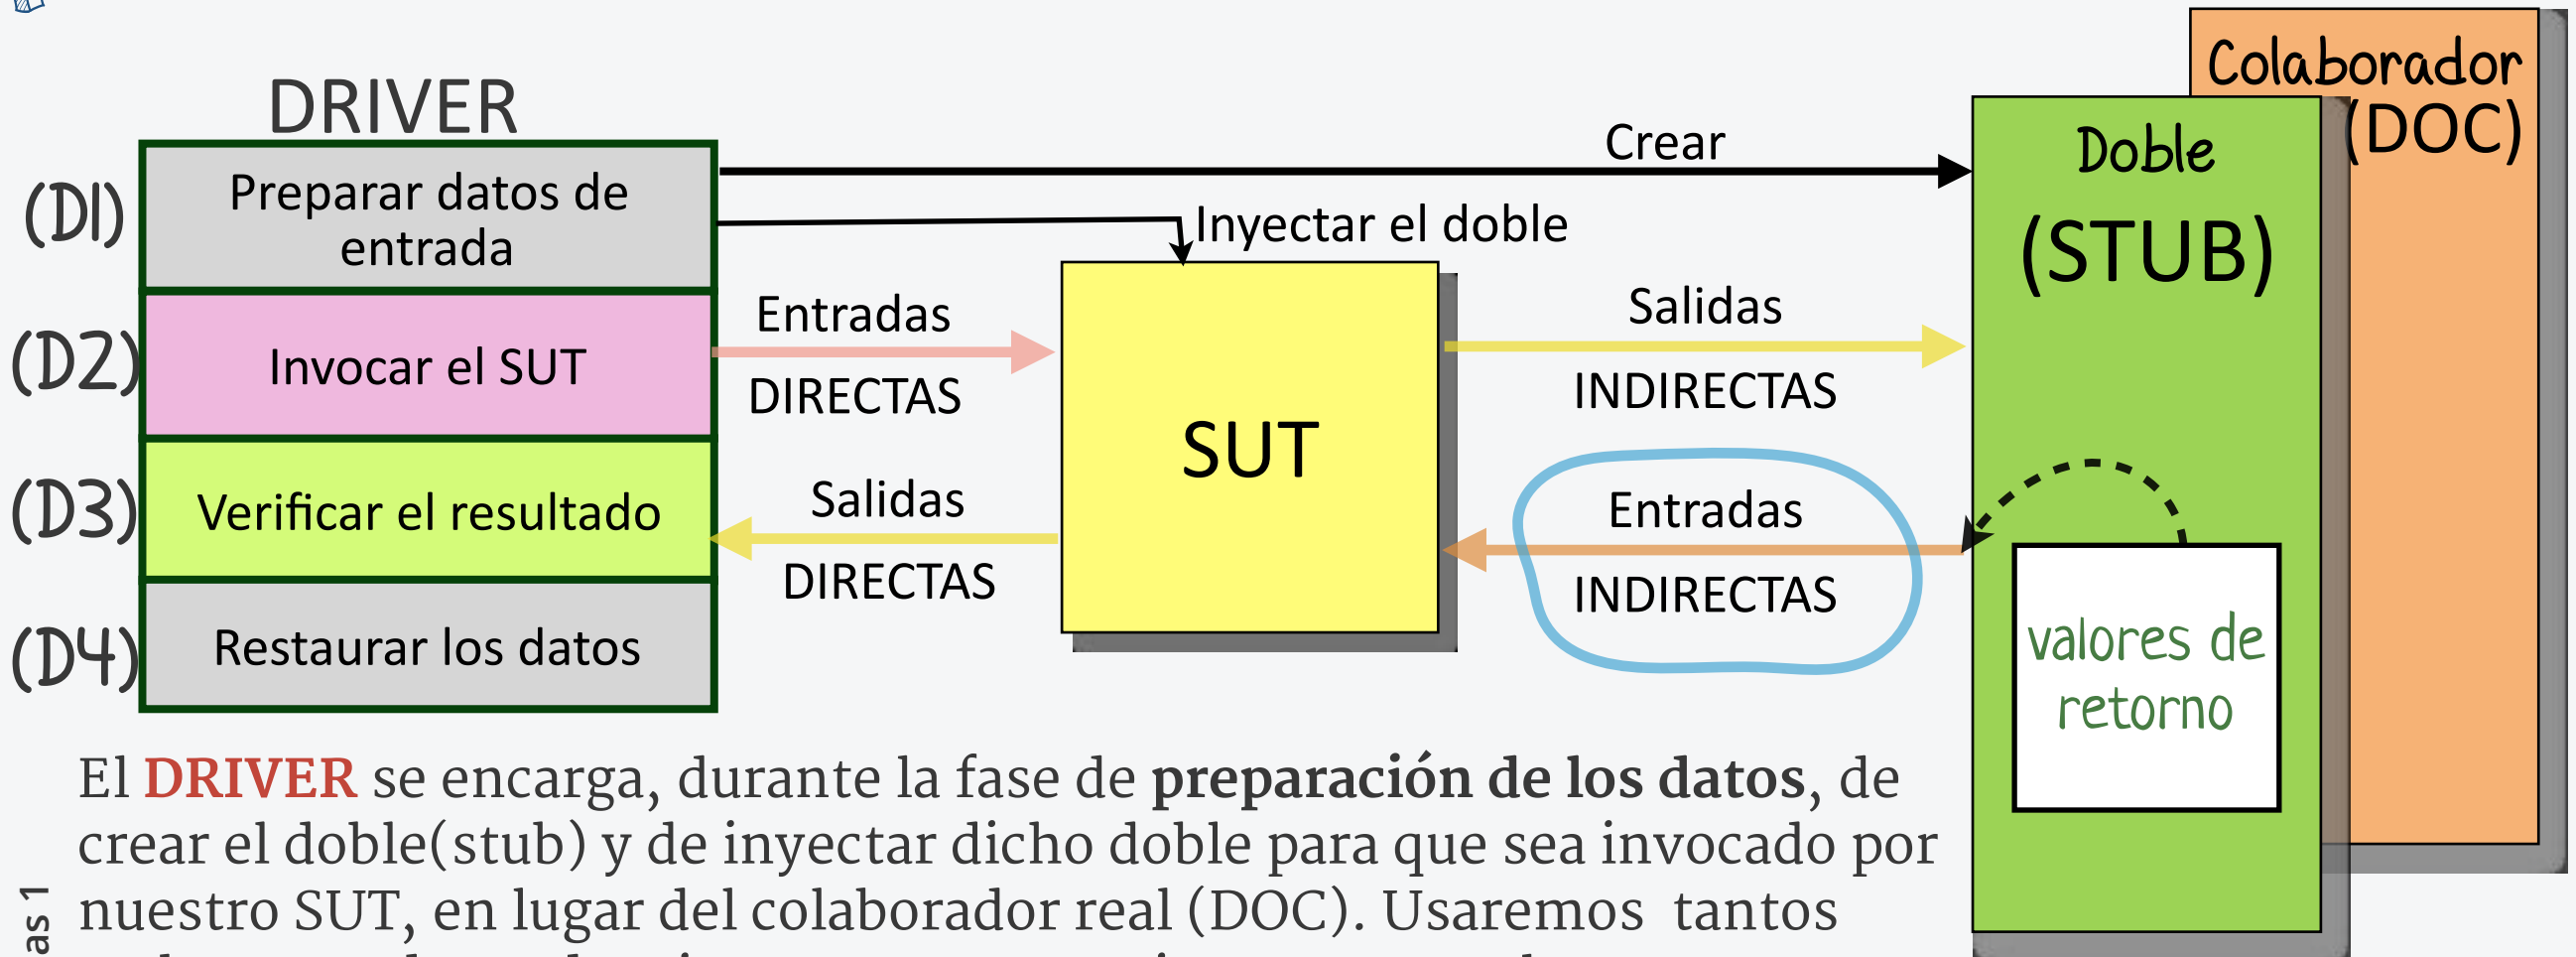 DRIVER
(D1)
Preparar datos de
entrada
(D2)
Invocar el SUT
(D3)
Verificar el resultado
(D4)
Restaurar los datos
Crear
Inyectar el doble
Entradas
DIRECTAS
Salidas
DIRECTAS
SUT
Salidas
INDIRECTAS
Entradas
INDIRECTAS
Colaborador
(DOC)
Doble
(STUB)
valores de
retorno
El DRIVER se encarga, durante la fase de preparación de los datos, de
crear el doble(stub) y de inyectar dicho doble para que sea invocado por
nuestro SUT, en lugar del colaborador real (DOC). Usaremos tantos
as 1